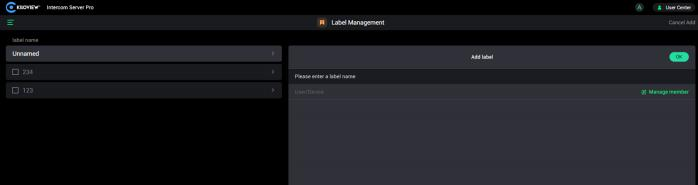 KILOVIEW Intercom Server Pro
A User Center
Label Management
Cancel Add
label name
Unnamed
234
123
Add label
OK
Please enter a label name
User/Device
Manage member